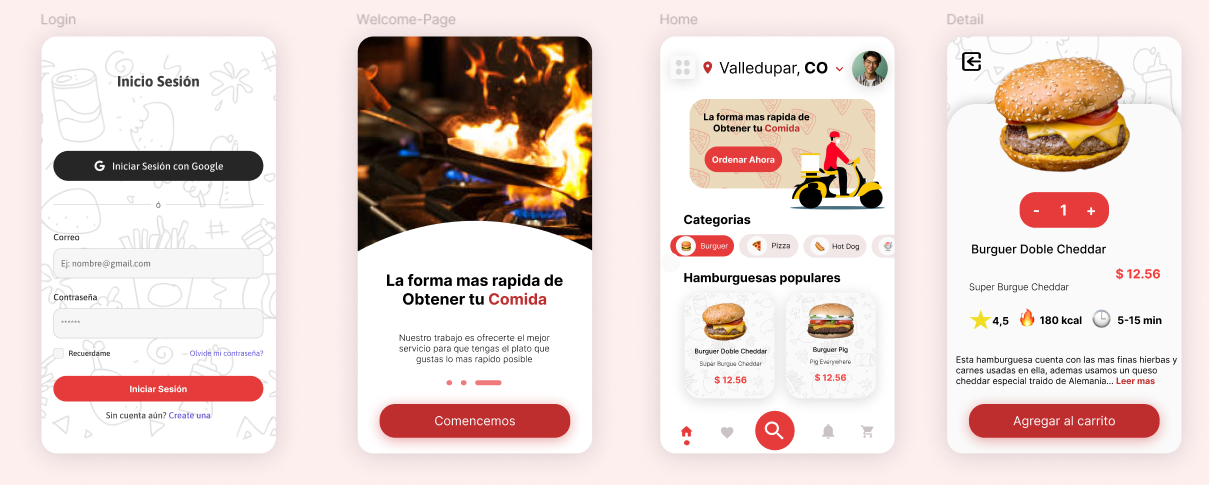 Login
Inicio Sesión
G Iniciar Sesión con Google
ó
Correo
Ej: nombre@gmail.com
Contraseña
******
Recuerdame
— Olvide mi contraseña?
Iniciar Sesión
Sin cuenta aún? Create una
Welcome-Page
La forma mas rapida de
Obtener tu Comida
Nuestro trabajo es ofrecerte el mejor
servicio para que tengas el plato que
gustas lo mas rapido posible
Comencemos
Home
Valledupar, CO
La forma mas rapida de
Obtener tu Comida
Ordenar Ahora
Categorias
Burguer
Pizza
Hot Dog
Hamburguesas populares
Burguer Doble Cheddar
Super Burgue Cheddar
$ 12.56
Burguer Pig
Pig Everywhere
$ 12.56
Detail
- 1 +
Burguer Doble Cheddar
$ 12.56
Super Burgue Cheddar
4,5
180 kcal
5-15 min
Esta hamburguesa cuenta con las mas finas hierbas y
carnes usadas en ella, ademas usamos un queso
cheddar especial traido de Alemania... Leer mas
Agregar al carrito